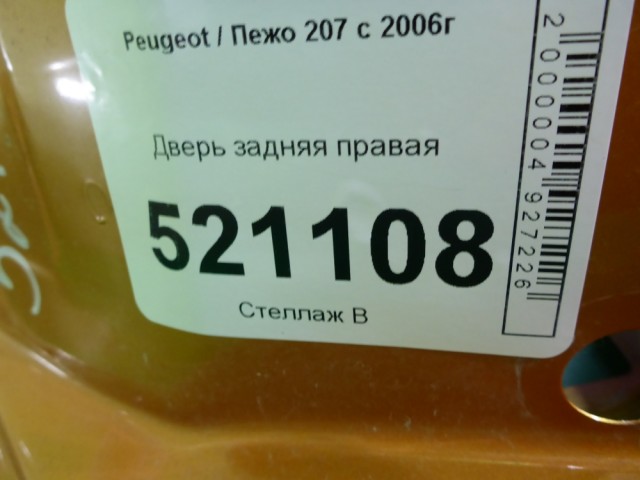 Peugeot / Пежо 207 с 2006г
Дверь задняя правая
521108
Стеллаж В
2000004927226